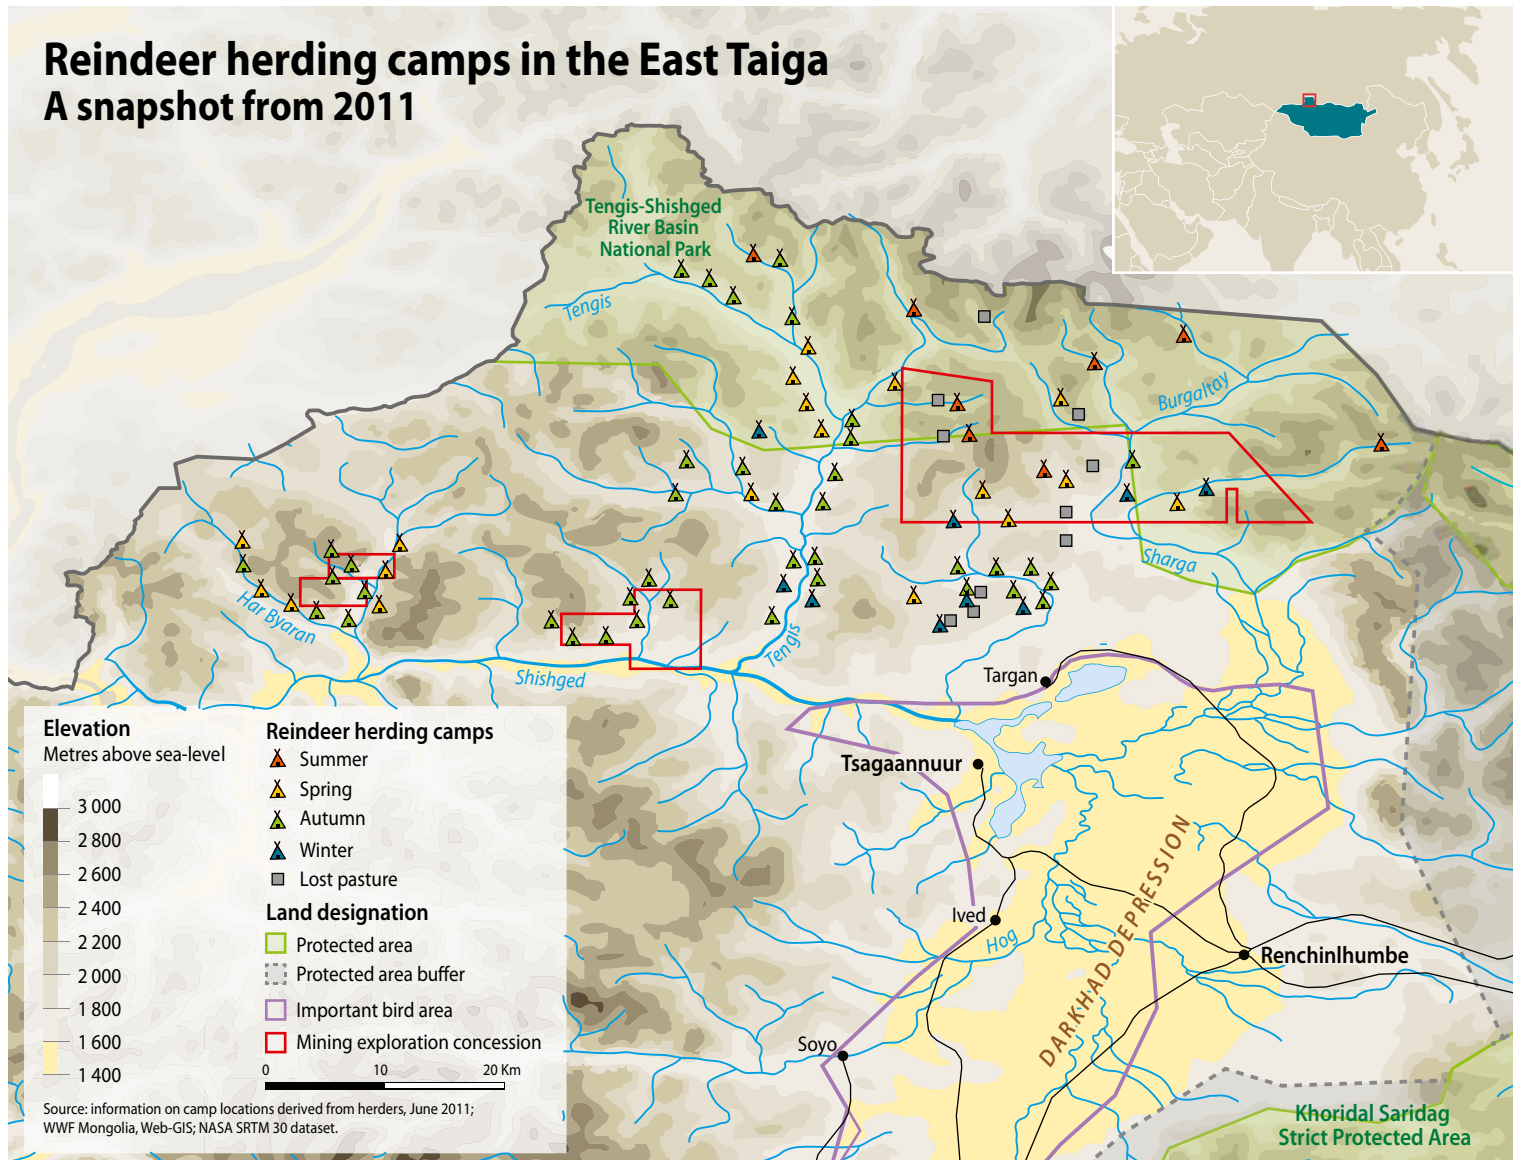 Reindeer herding camps in the East Taiga
A snapshot from 2011
Tengis-Shishged
River Basin
National Park
Tengis
Burgaltay
Sharga
Har Byaran
Shishged
Tengis
Targan
Tsagaannuur
Ived
Hog
DARKHAD DEPRESSION
Renchinlhumbe
Soyo
Khoridal Saridag
Strict Protected Area
Elevation
Metres above sea-level
3 000
2 800
2 600
2 400
2 200
2 000
1 800
1 600
1 400
Reindeer herding camps
Summer
Spring
Autumn
Winter
Lost pasture
Land designation
Protected area
Protected area buffer
Important bird area
Mining exploration concession
0 10 20 Km
Source: information on camp locations derived from herders, June 2011;
WWF Mongolia, Web-GIS; NASA SRTM 30 dataset.